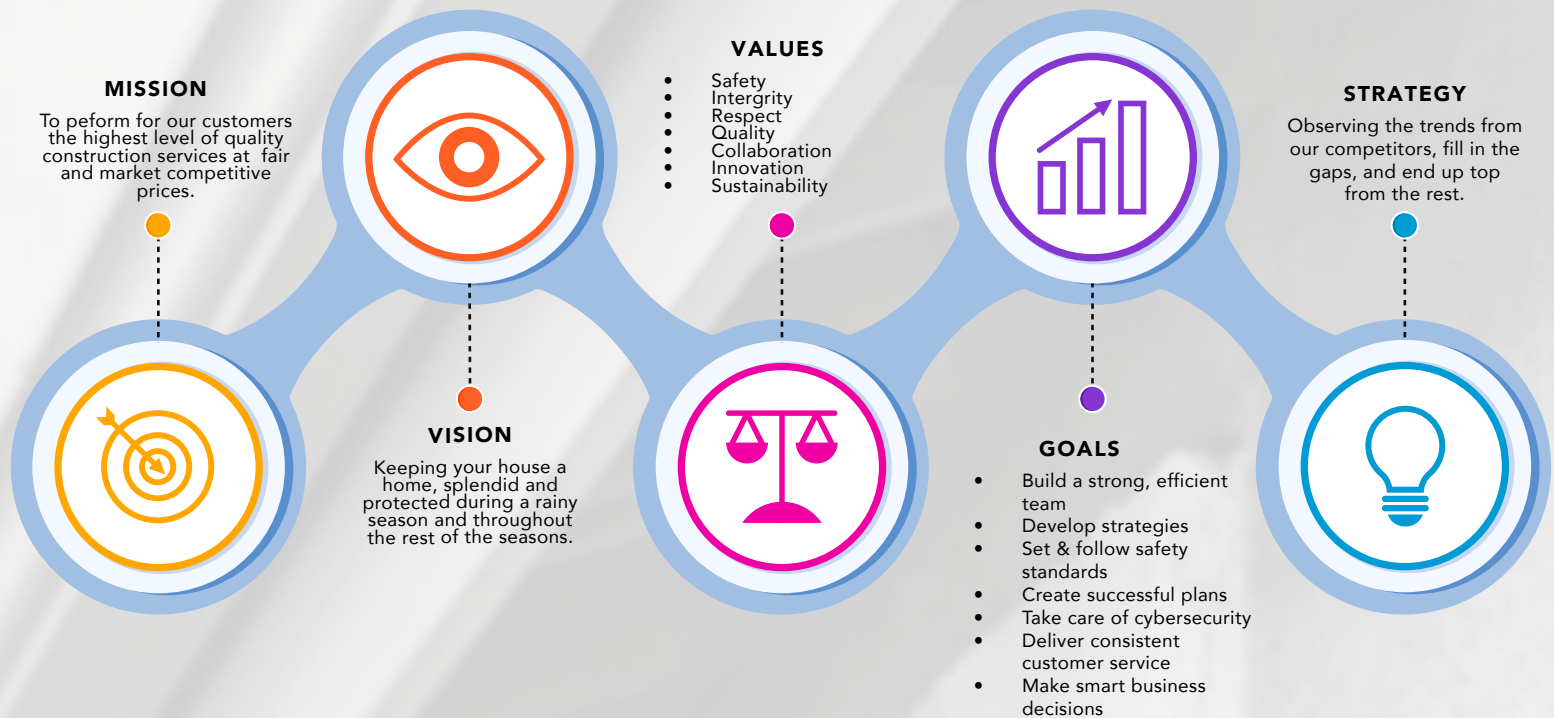 MISSION
To peform for our customers
the highest level of quality
construction services at  fair
and market competitive
prices.
VISION
Keeping your house a
home, splendid and
protected during a rainy
season and throughout
the rest of the seasons.
VALUES
• Safety
• Intergrity
• Respect
• Quality
• Collaboration
• Innovation
• Sustainability
GOALS
• Build a strong, efficient
team
• Develop strategies
• Set & follow safety
standards
• Create successful plans
• Take care of cybersecurity
• Deliver consistent
customer service
• Make smart business
decisions
STRATEGY
Observing the trends from
our competitors, fill in the
gaps, and end up top
from the rest.